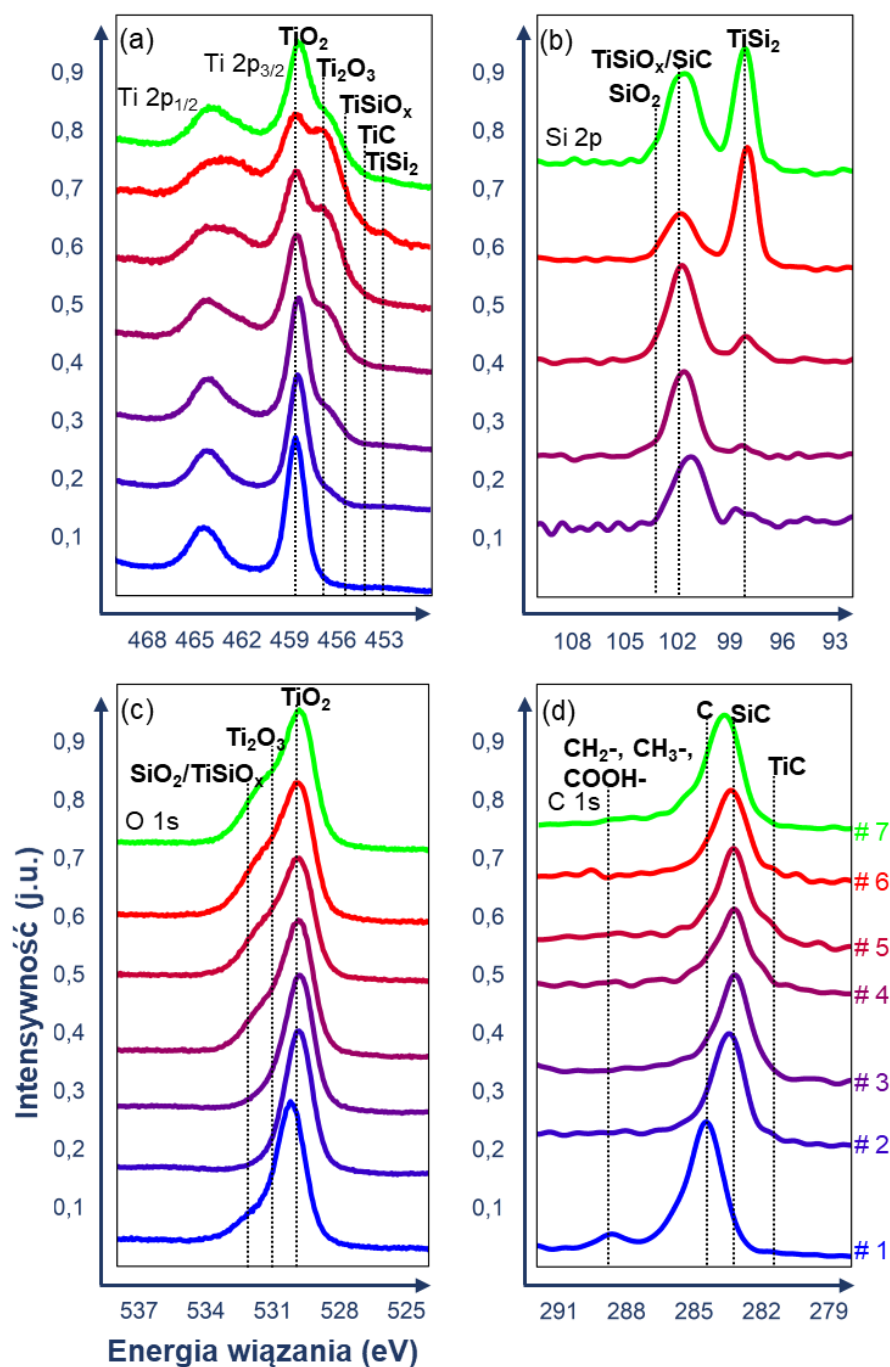 (a)
TiO₂
Ti 2p₃/₂
Ti₂O₃
Ti 2p₁/₂
TiSiOₓ
TiC
TiSi₂
0,9
0,8
0,7
0,6
0,5
0,4
0,3
0,2
0,1
468 465 462 459 456 453
(b)
TiSi₂
TiSiOₓ/SiC
SiO₂
Si 2p
0,9
0,8
0,7
0,6
0,5
0,4
0,3
0,2
0,1
108 105 102 99 96 93
(c)
TiO₂
Ti₂O₃
SiO₂/TiSiOₓ
O 1s
0,9
0,8
0,7
0,6
0,5
0,4
0,3
0,2
0,1
537 534 531 528 525
(d)
C SiC
CH₂-, CH₃-,
COOH-
TiC
C 1s
0,9
0,8
0,7
0,6
0,5
0,4
0,3
0,2
0,1
# 7
# 6
# 5
# 4
# 3
# 2
# 1
291 288 285 282 279
Intensywność (j.u.)
Energia wiązania (eV)